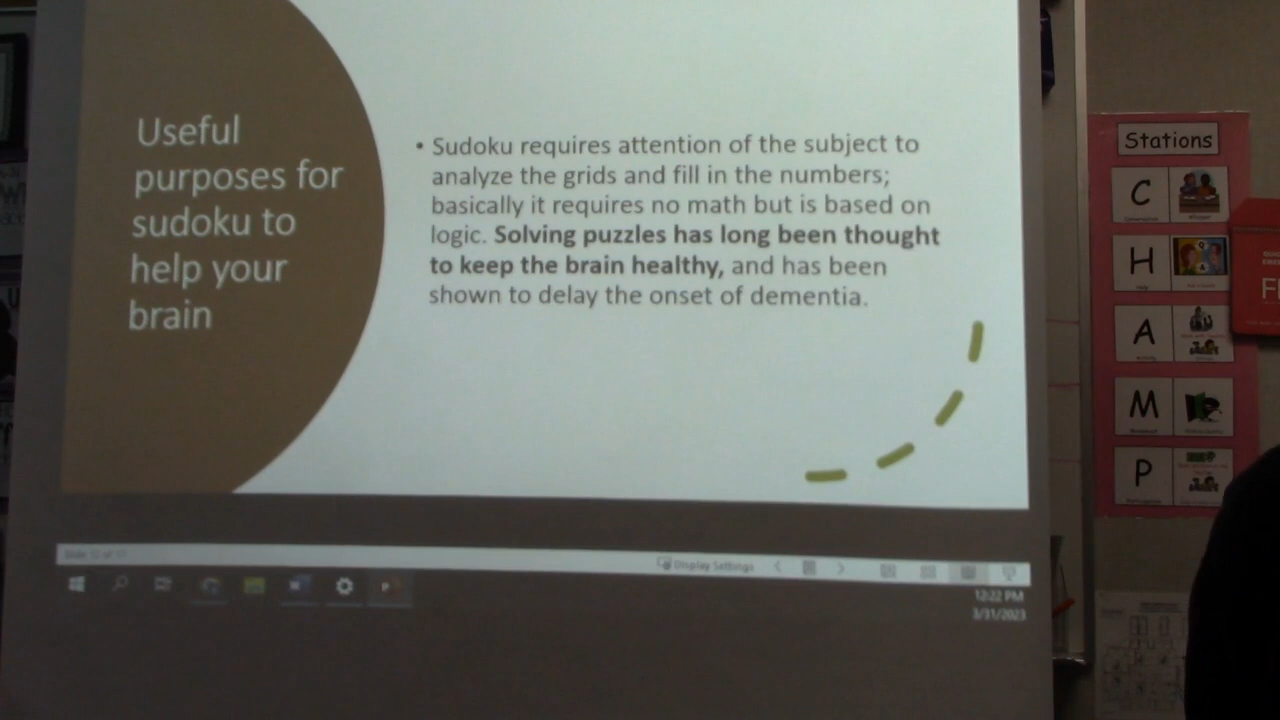 Useful
purposes for
sudoku to
help your
brain
• Sudoku requires attention of the subject to
analyze the grids and fill in the numbers;
basically it requires no math but is based on
logic. Solving puzzles has long been thought
to keep the brain healthy, and has been
shown to delay the onset of dementia.
Display Settings
12:22 PM
3/31/2023
Stations
C
H
A
M
P